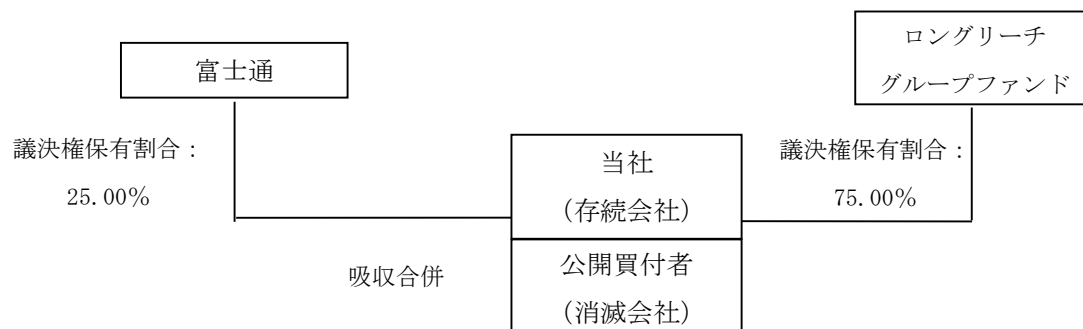 富士通
ロングリーチ
グループファンド
議決権保有割合：
25.00％
当社
（存続会社）
議決権保有割合：
75.00％
吸収合併
公開買付者
（消滅会社）